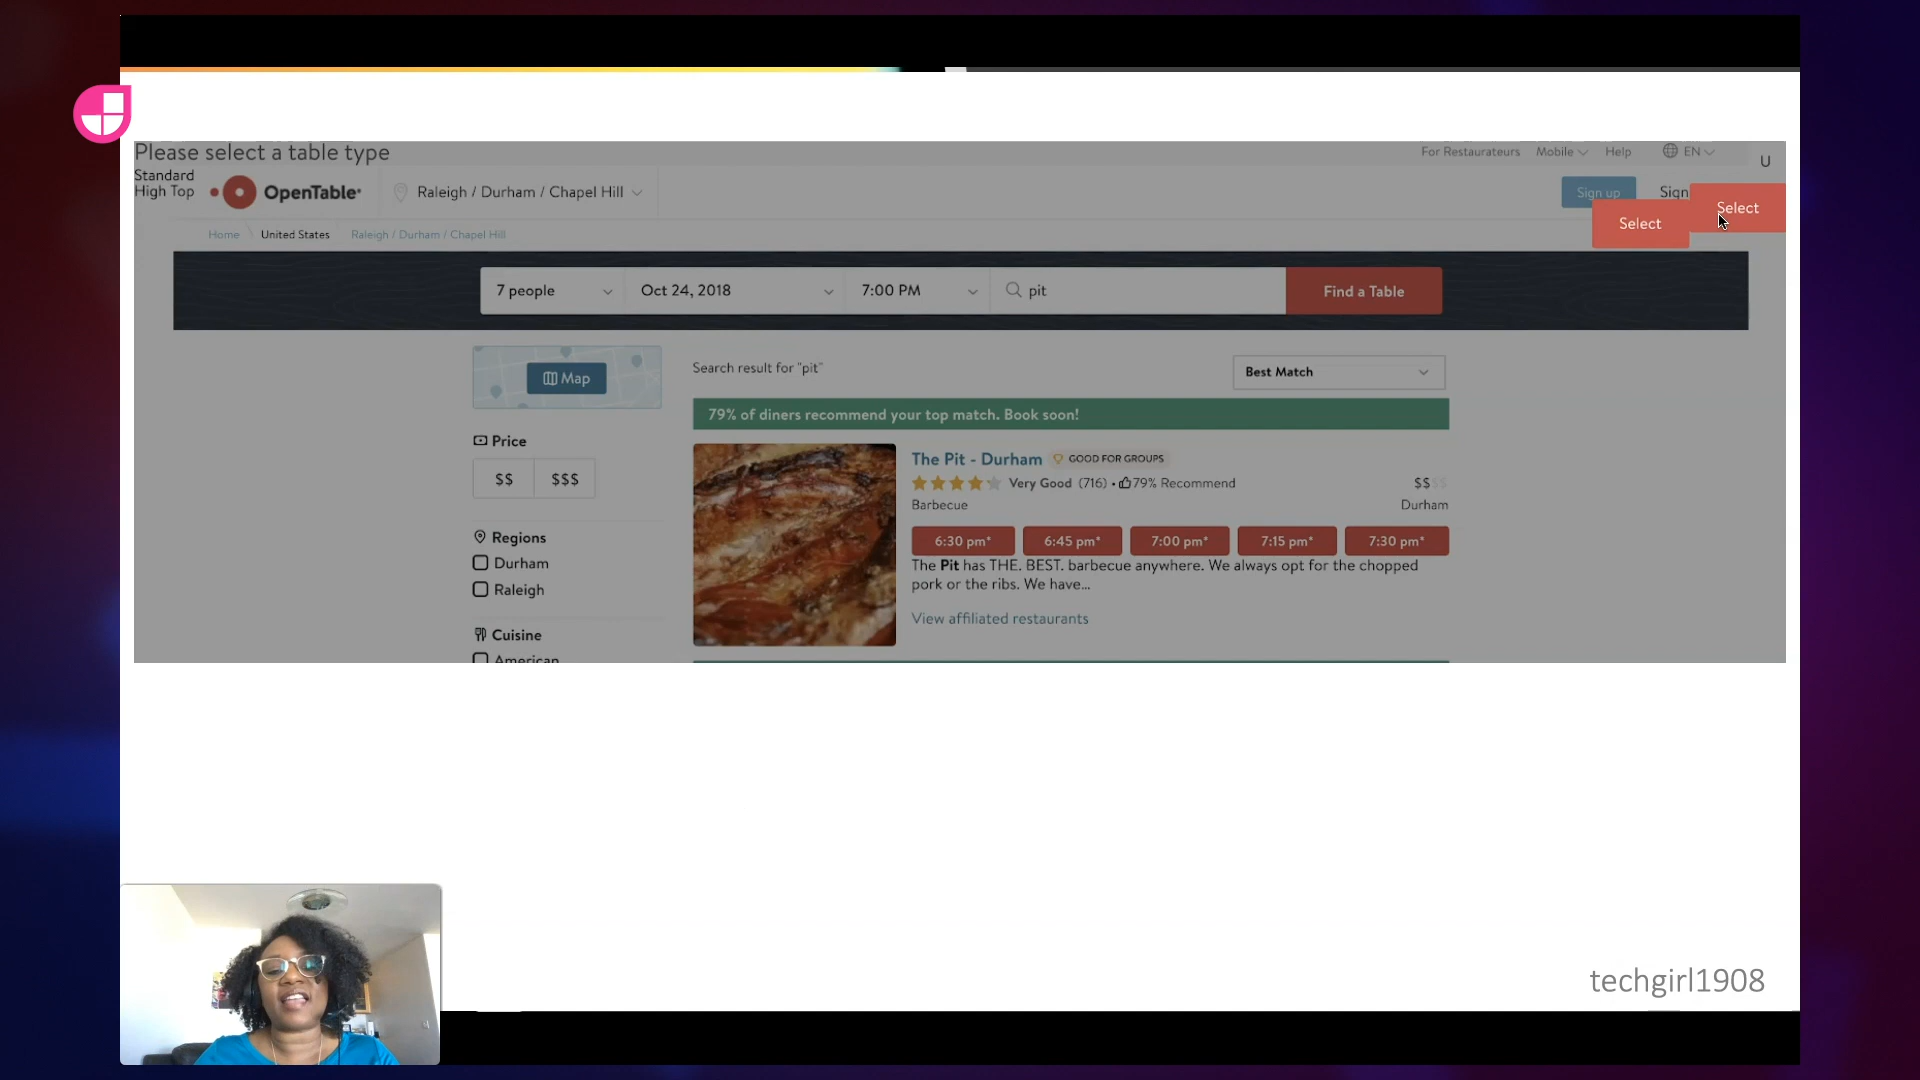 Please select a table type
For Restaurateurs Mobile Help EN U
Standard
High Top
OpenTable
Raleigh / Durham / Chapel Hill
Sign up Sign
Select
Select
Home United States Raleigh / Durham / Chapel Hill
7 people Oct 24, 2018 7:00 PM pit Find a Table
Map
Search result for "pit"
Best Match
79% of diners recommend your top match. Book soon!
Price
$$ $$$
Regions
Durham
Raleigh
Cuisine
American
The Pit - Durham GOOD FOR GROUPS
Very Good (716) • 79% Recommend $$$$
Barbecue Durham
6:30 pm* 6:45 pm* 7:00 pm* 7:15 pm* 7:30 pm*
The Pit has THE. BEST. barbecue anywhere. We always opt for the chopped
pork or the ribs. We have...
View affiliated restaurants
techgirl1908